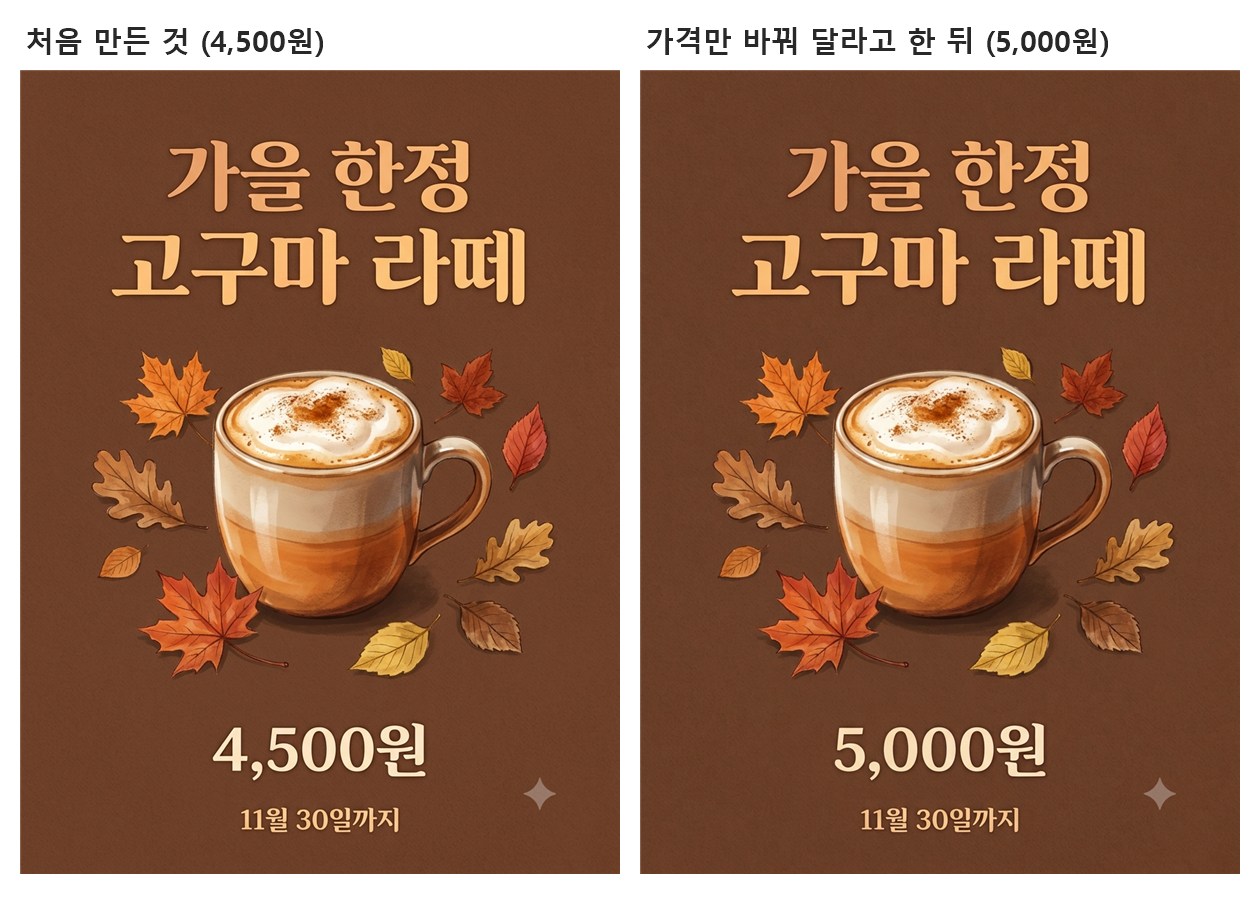 처음 만든 것 (4,500원)
가을 한정
고구마 라떼
4,500원
11월 30일까지
가격만 바꿔 달라고 한 뒤 (5,000원)
가을 한정
고구마 라떼
5,000원
11월 30일까지